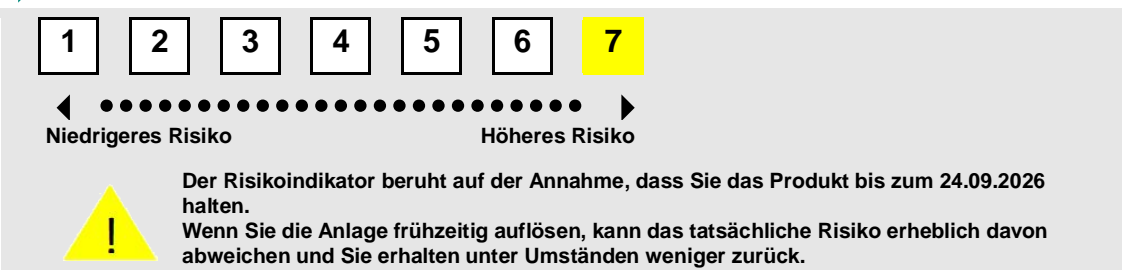 1 2 3 4 5 6 7
Niedrigeres Risiko Höheres Risiko
Der Risikoindikator beruht auf der Annahme, dass Sie das Produkt bis zum 24.09.2026
halten.
Wenn Sie die Anlage frühzeitig auflösen, kann das tatsächliche Risiko erheblich davon
abweichen und Sie erhalten unter Umständen weniger zurück.
!